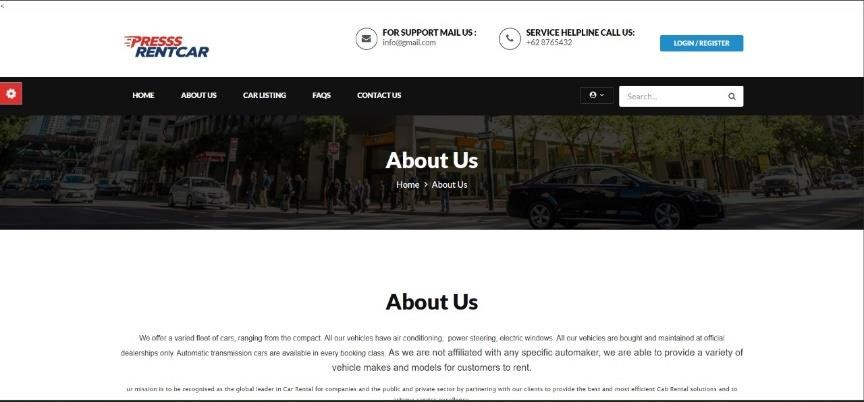 <
PRESSS
RENTCAR
FOR SUPPORT MAIL US :
info@gmail.com
SERVICE HELPLINE CALL US:
+62 8765432
LOGIN / REGISTER
HOME ABOUT US CAR LISTING FAQS CONTACT US
Search...
About Us
Home > About Us
About Us
We offer a varied fleet of cars, ranging from the compact. All our vehicles have air conditioning, power steering, electric windows. All our vehicles are bought and maintained at official
dealerships only. Automatic transmission cars are available in every booking class. As we are not affiliated with any specific automaker, we are able to provide a variety of
vehicle makes and models for customers to rent.
ur mission is to be recognised as the global leader in Car Rental for companies and the public and private sector by partnering with our clients to provide the best and most efficient Cab Rental solutions and to